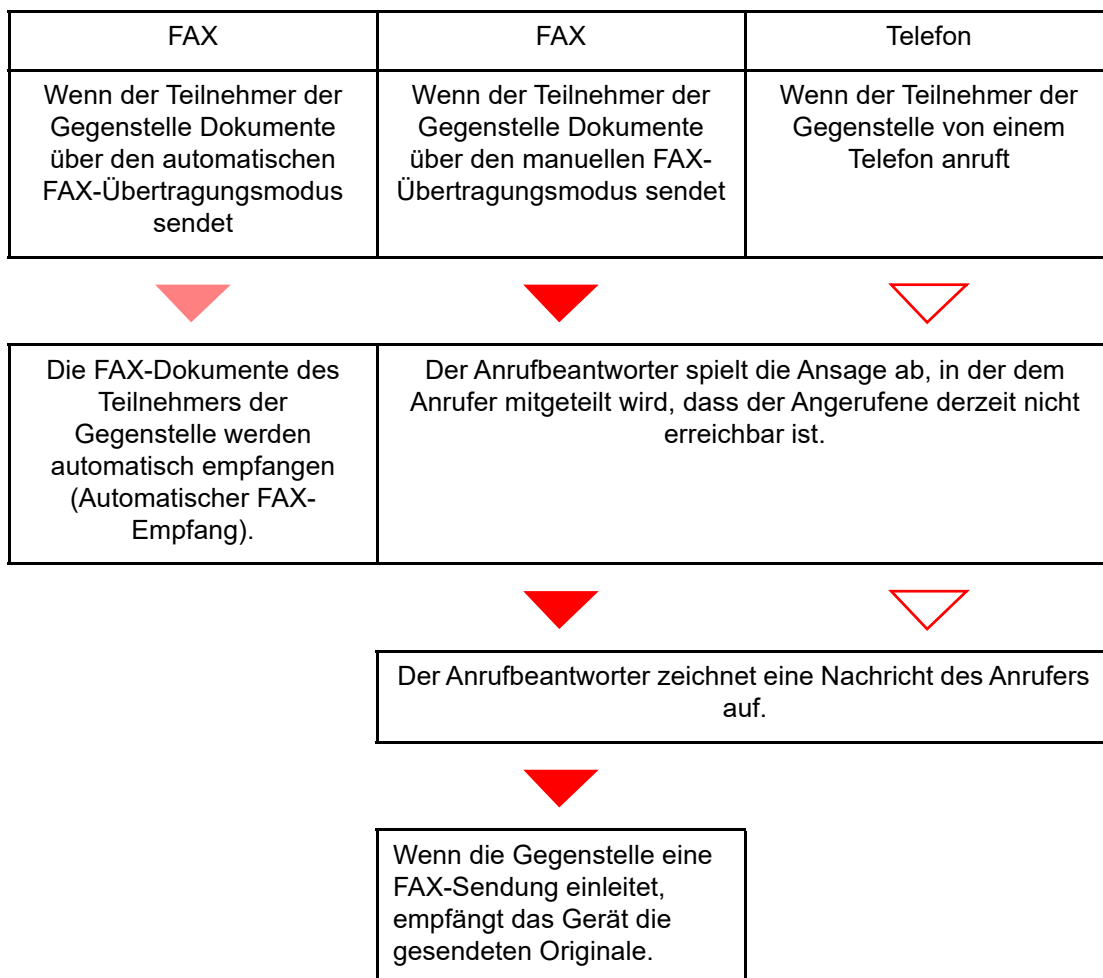 FAX
FAX
Telefon
Wenn der Teilnehmer der
Gegenstelle Dokumente
über den automatischen
FAX-Übertragungsmodus
sendet
Wenn der Teilnehmer der
Gegenstelle Dokumente
über den manuellen FAX-
Übertragungsmodus sendet
Wenn der Teilnehmer der
Gegenstelle von einem
Telefon anruft
Die FAX-Dokumente des
Teilnehmers der
Gegenstelle werden
automatisch empfangen
(Automatischer FAX-
Empfang).
Der Anrufbeantworter spielt die Ansage ab, in der dem
Anrufer mitgeteilt wird, dass der Angerufene derzeit nicht
erreichbar ist.
Der Anrufbeantworter zeichnet eine Nachricht des Anrufers
auf.
Wenn die Gegenstelle eine
FAX-Sendung einleitet,
empfängt das Gerät die
gesendeten Originale.